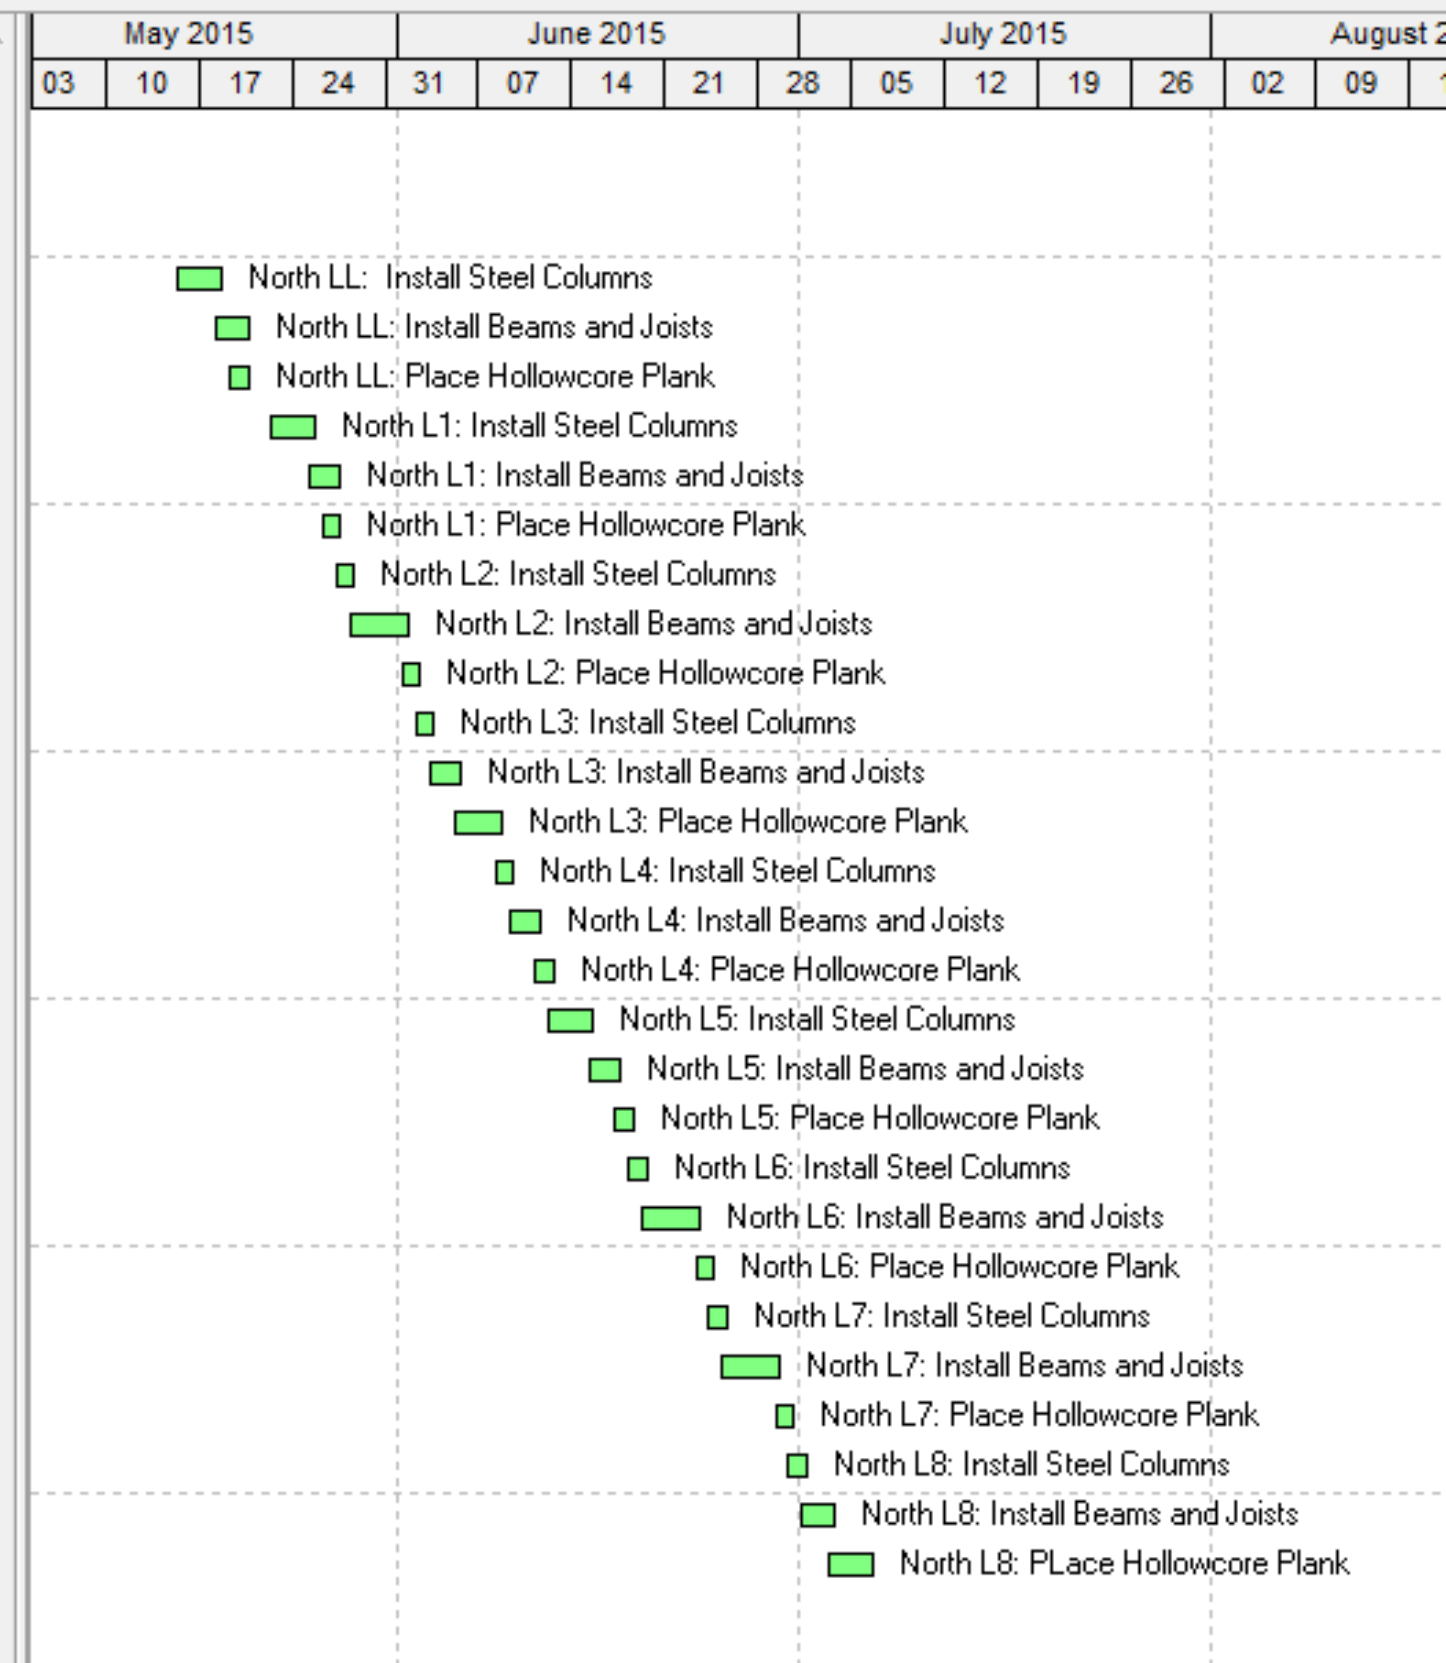 May 2015 June 2015 July 2015 August 2
03 10 17 24 31 07 14 21 28 05 12 19 26 02 09 1
North LL:  Install Steel Columns
North LL: Install Beams and Joists
North LL: Place Hollowcore Plank
North L1: Install Steel Columns
North L1: Install Beams and Joists
North L1: Place Hollowcore Plank
North L2: Install Steel Columns
North L2: Install Beams and Joists
North L2: Place Hollowcore Plank
North L3: Install Steel Columns
North L3: Install Beams and Joists
North L3: Place Hollowcore Plank
North L4: Install Steel Columns
North L4: Install Beams and Joists
North L4: Place Hollowcore Plank
North L5: Install Steel Columns
North L5: Install Beams and Joists
North L5: Place Hollowcore Plank
North L6: Install Steel Columns
North L6: Install Beams and Joists
North L6: Place Hollowcore Plank
North L7: Install Steel Columns
North L7: Install Beams and Joists
North L7: Place Hollowcore Plank
North L8: Install Steel Columns
North L8: Install Beams and Joists
North L8: PLace Hollowcore Plank